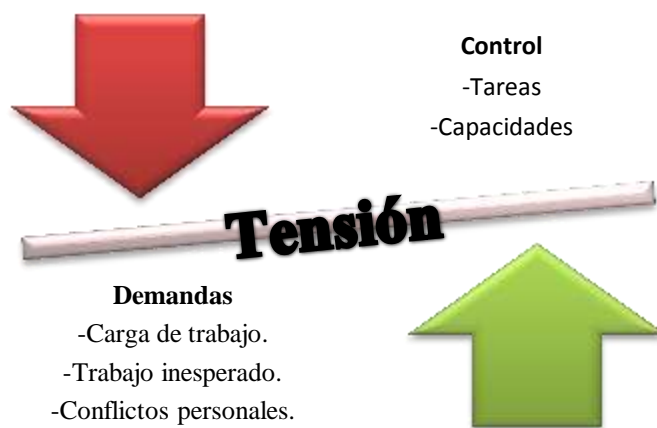 Control
-Tareas
-Capacidades
Tensión
Demandas
-Carga de trabajo.
-Trabajo inesperado.
-Conflictos personales.